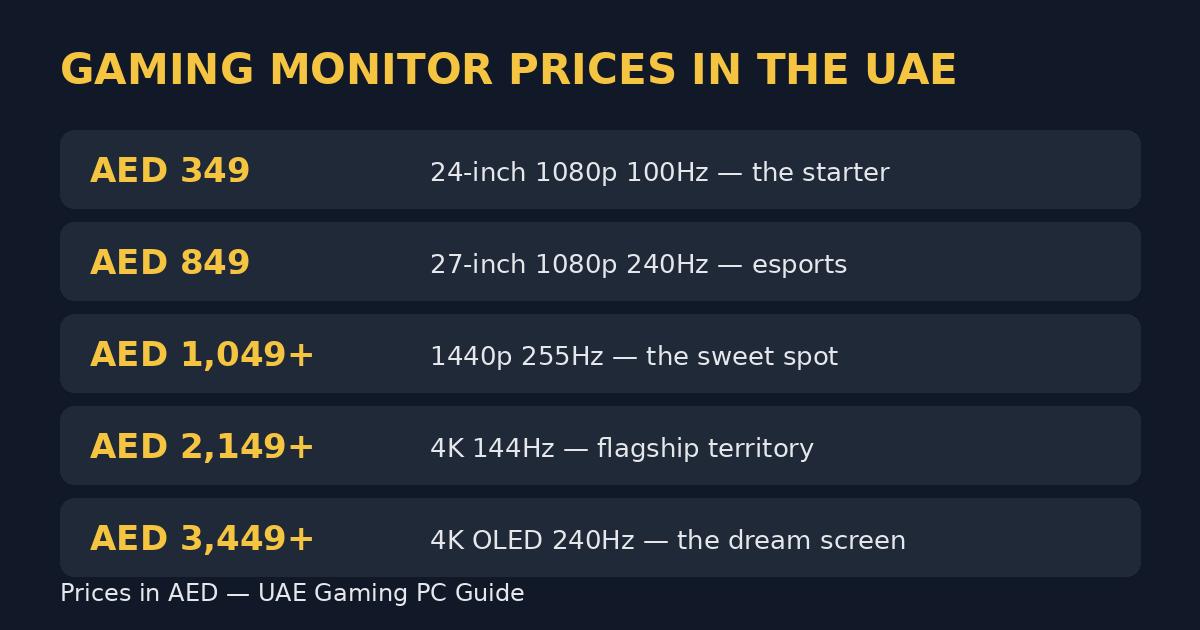 GAMING MONITOR PRICES IN THE UAE
AED 349 24-inch 1080p 100Hz — the starter
AED 849 27-inch 1080p 240Hz — esports
AED 1,049+ 1440p 255Hz — the sweet spot
AED 2,149+ 4K 144Hz — flagship territory
AED 3,449+ 4K OLED 240Hz — the dream screen
Prices in AED — UAE Gaming PC Guide